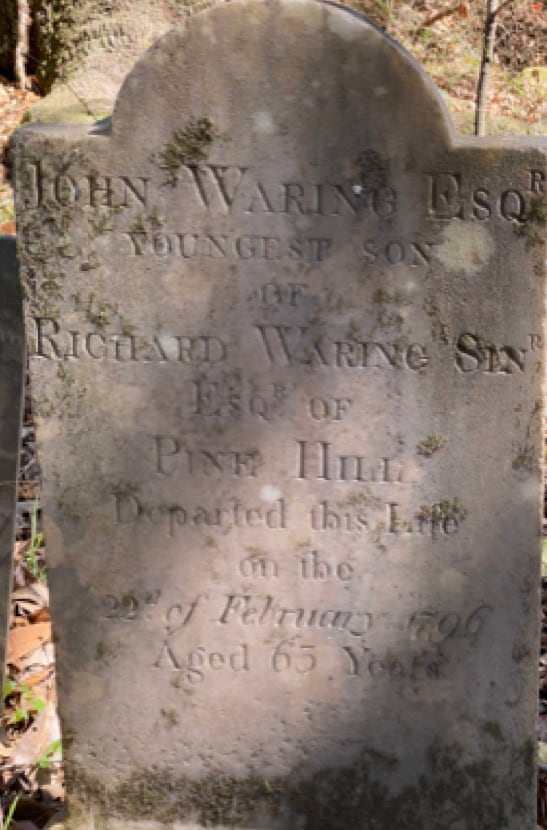 JOHN WARING ESQR
YOUNGEST SON
OF
RICHARD WARING SENR
ESQR OF
PINE HILL
Departed this Life
on the
22d of February 1796
Aged 63 Years